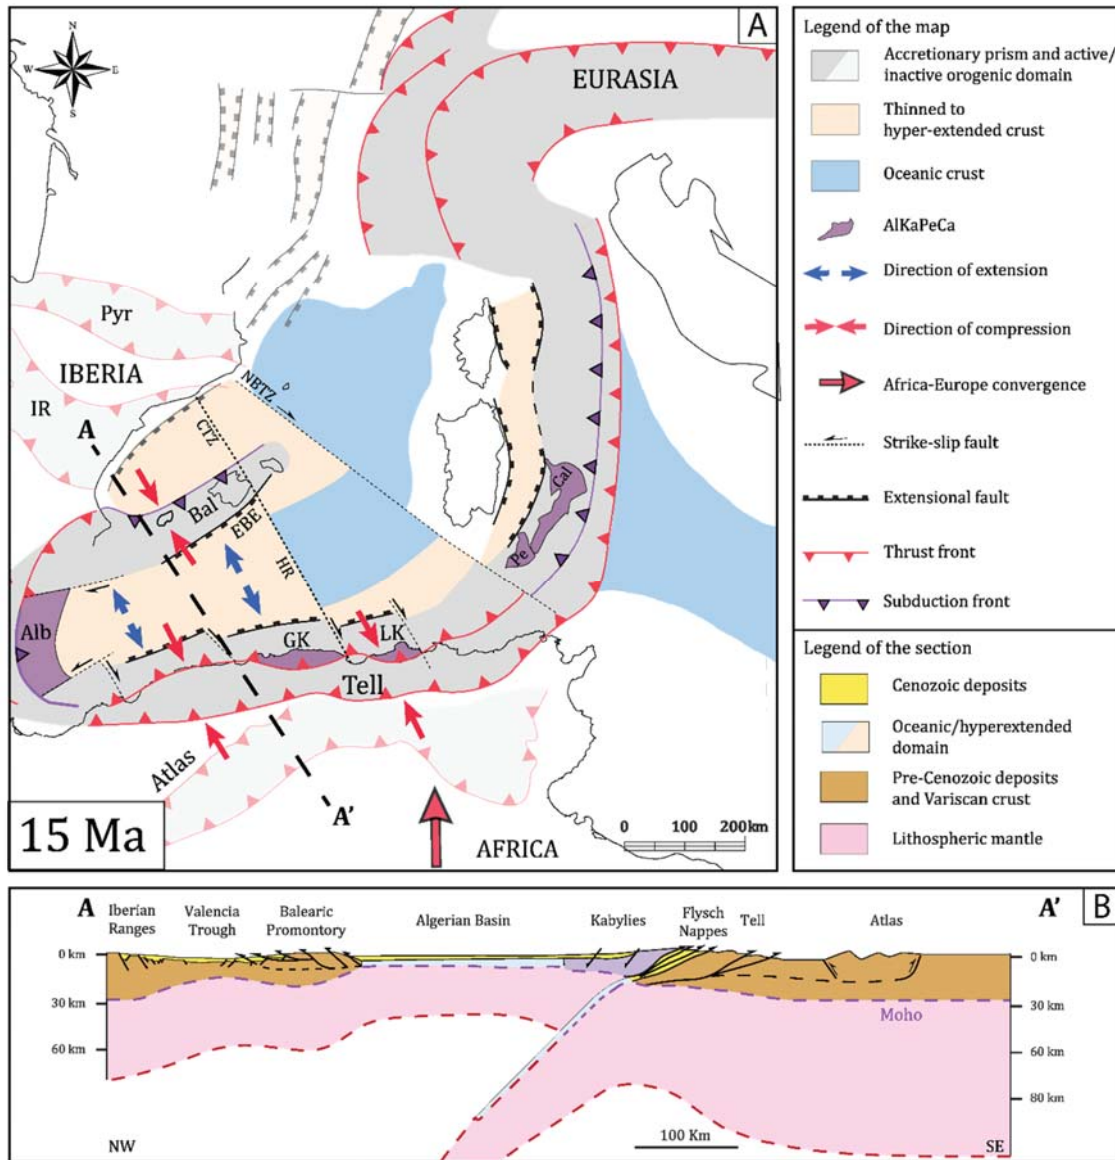 A
N
W
E
S
EURASIA
Pyr
IBERIA
IR
A
NBTZ
CTZ
Bal
EBE
HR
Cal
Pe
Alb
GK
LK
Tell
Atlas
A'
15 Ma
AFRICA
0 100 200km
Legend of the map
Accretionary prism and active/
inactive orogenic domain
Thinned to
hyper-extended crust
Oceanic crust
AlKaPeCa
Direction of extension
Direction of compression
Africa-Europe convergence
Strike-slip fault
Extensional fault
Thrust front
Subduction front
Legend of the section
Cenozoic deposits
Oceanic/hyperextended
domain
Pre-Cenozoic deposits
and Variscan crust
Lithospheric mantle
B
A
Iberian
Ranges
Valencia
Trough
Balearic
Promontory
Algerian Basin
Kabylies
Flysch
Nappes
Tell
Atlas
A'
0 km
30 km
60 km
0 km
30 km
60 km
80 km
Moho
NW
100 Km
SE